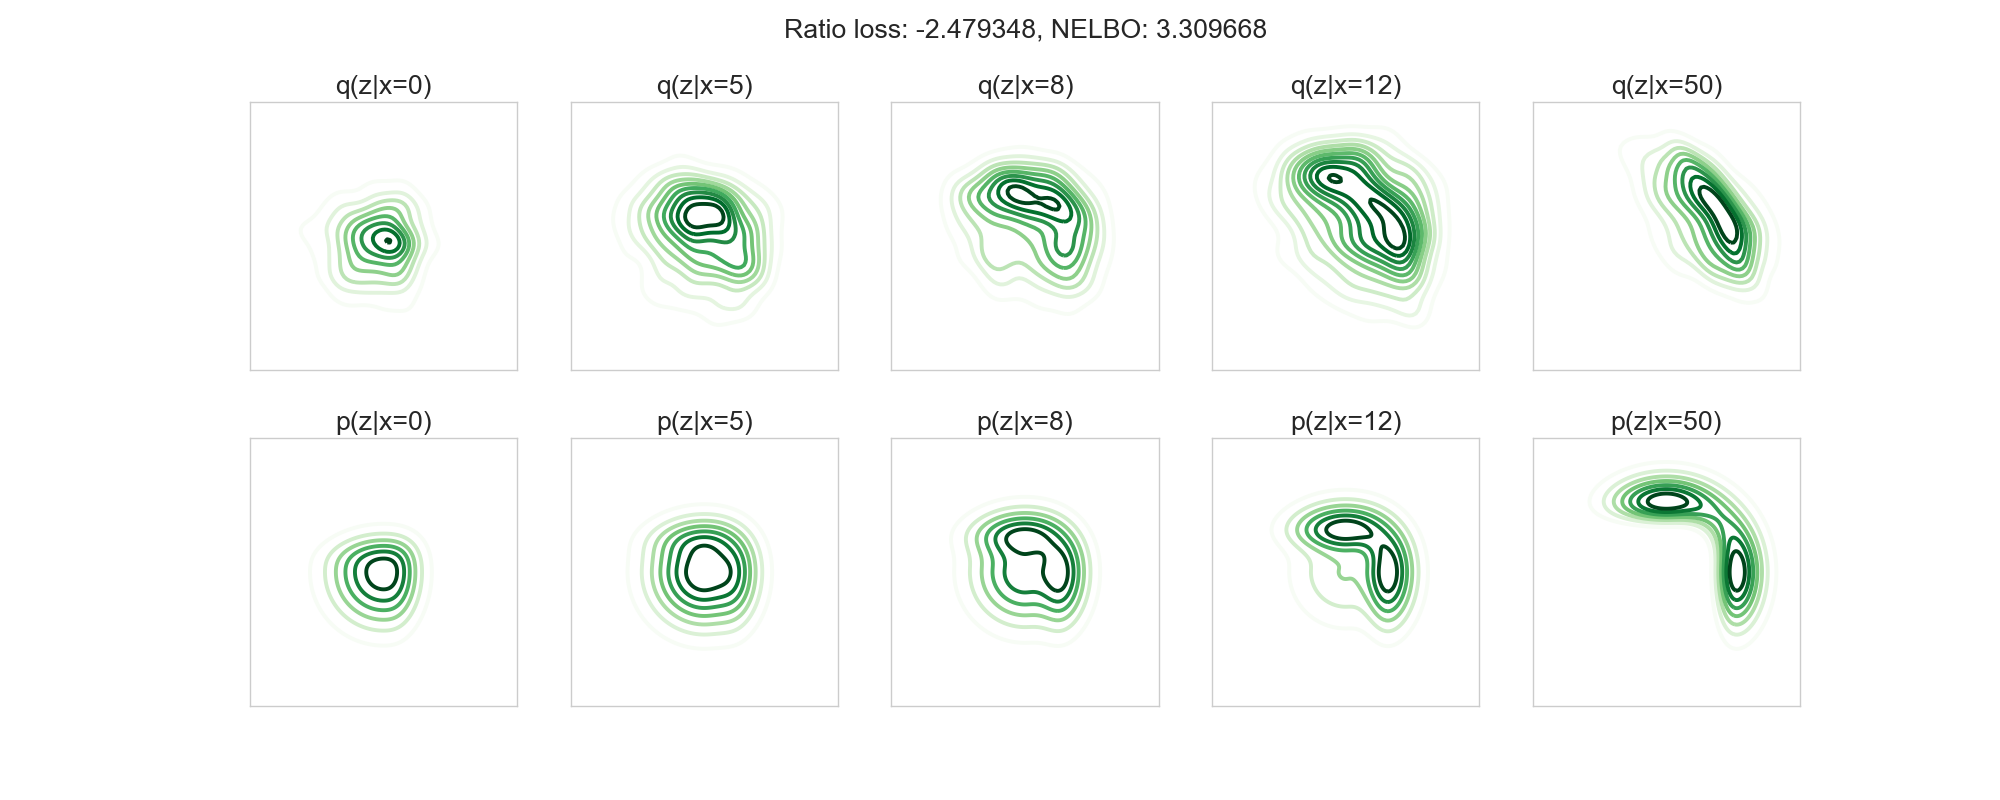 Ratio loss: -2.479348, NELBO: 3.309668
q(z|x=0) q(z|x=5) q(z|x=8) q(z|x=12) q(z|x=50)
p(z|x=0) p(z|x=5) p(z|x=8) p(z|x=12) p(z|x=50)